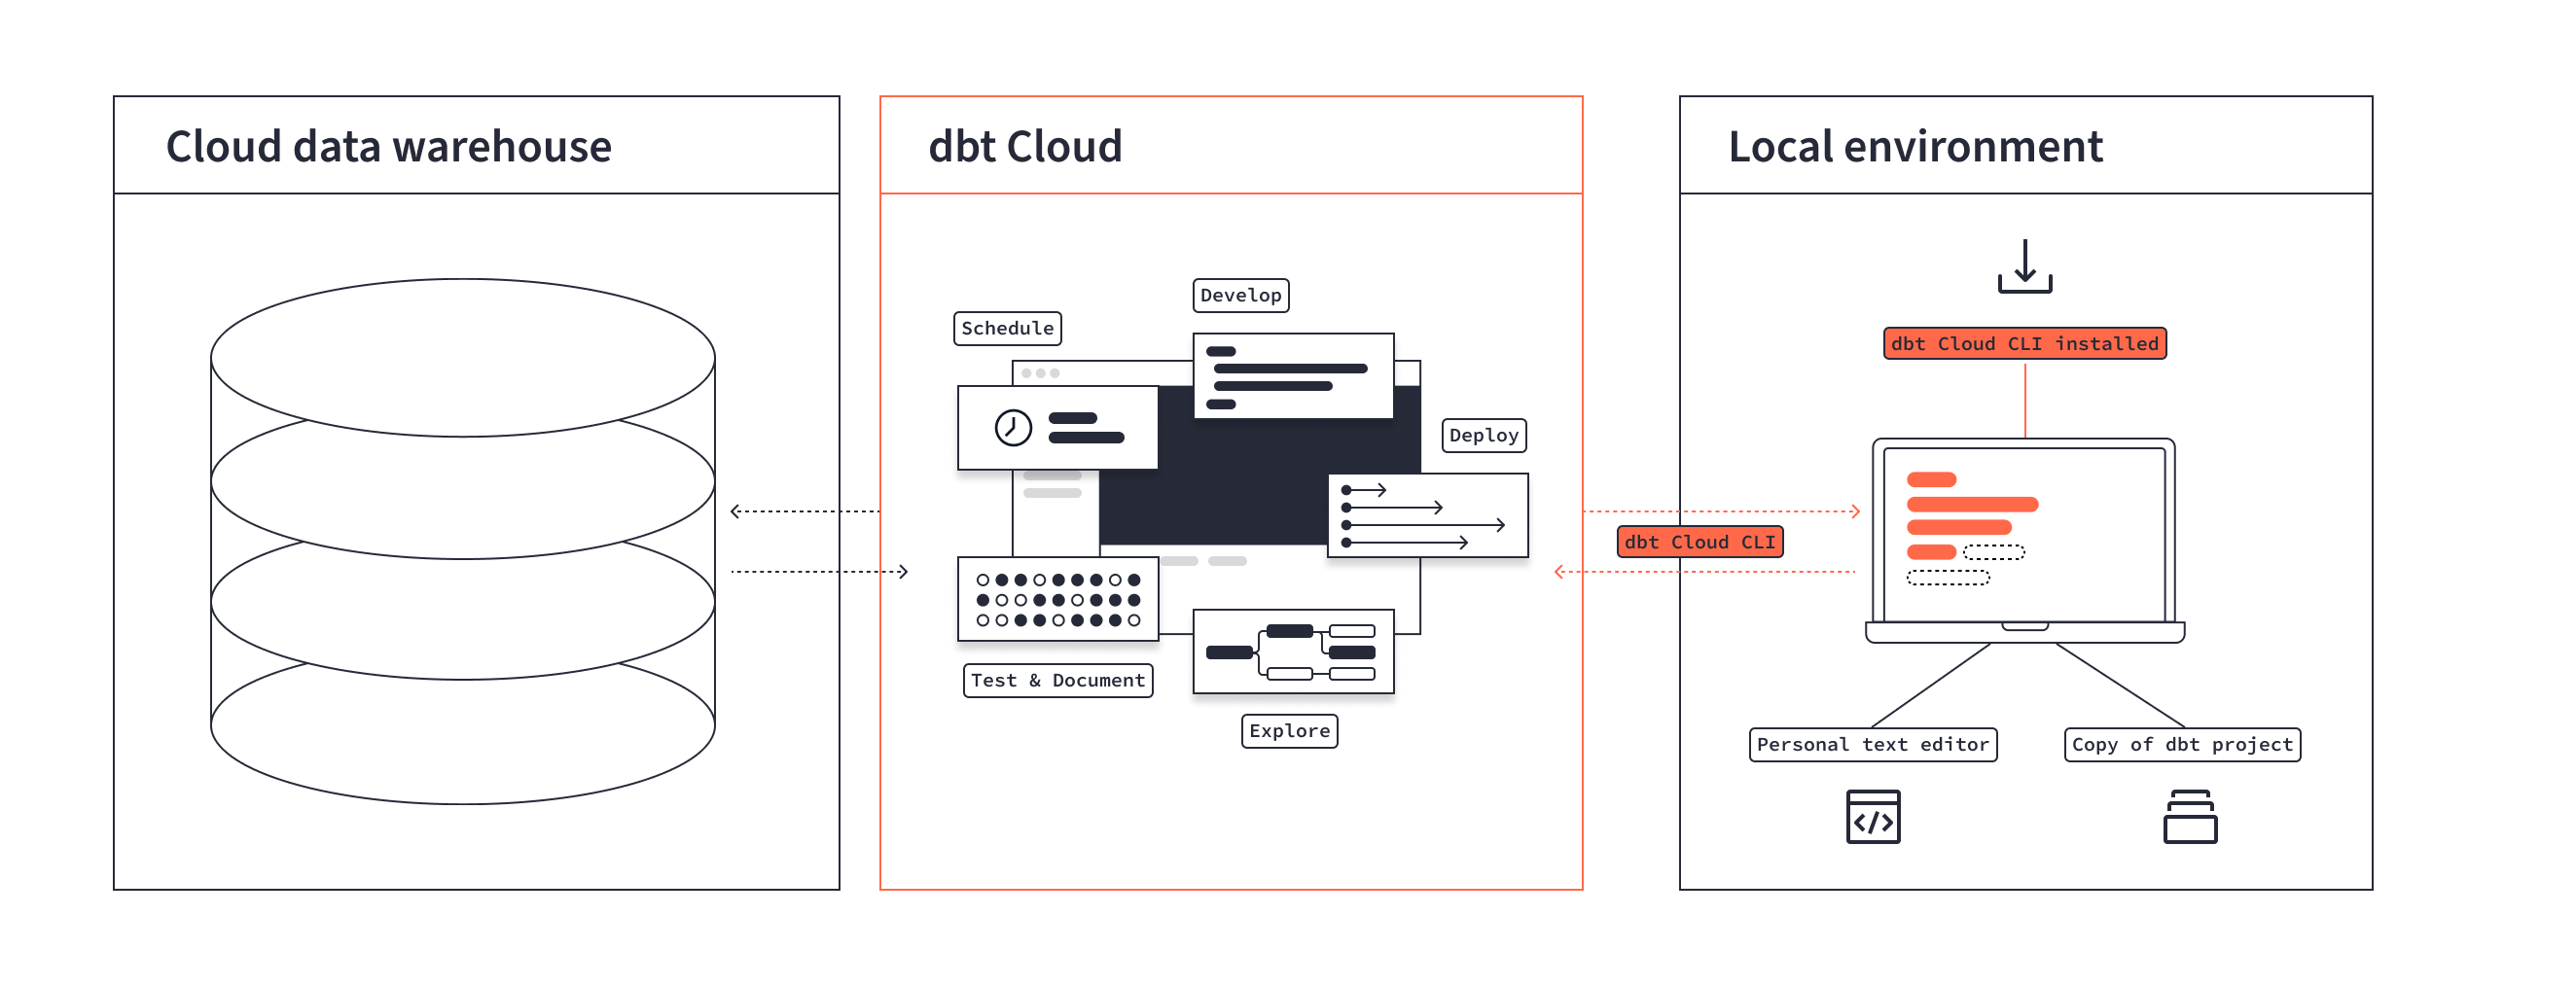 Cloud data warehouse
dbt Cloud
Local environment
Develop
Schedule
Deploy
Test & Document
Explore
dbt Cloud CLI
dbt Cloud CLI installed
Personal text editor
Copy of dbt project